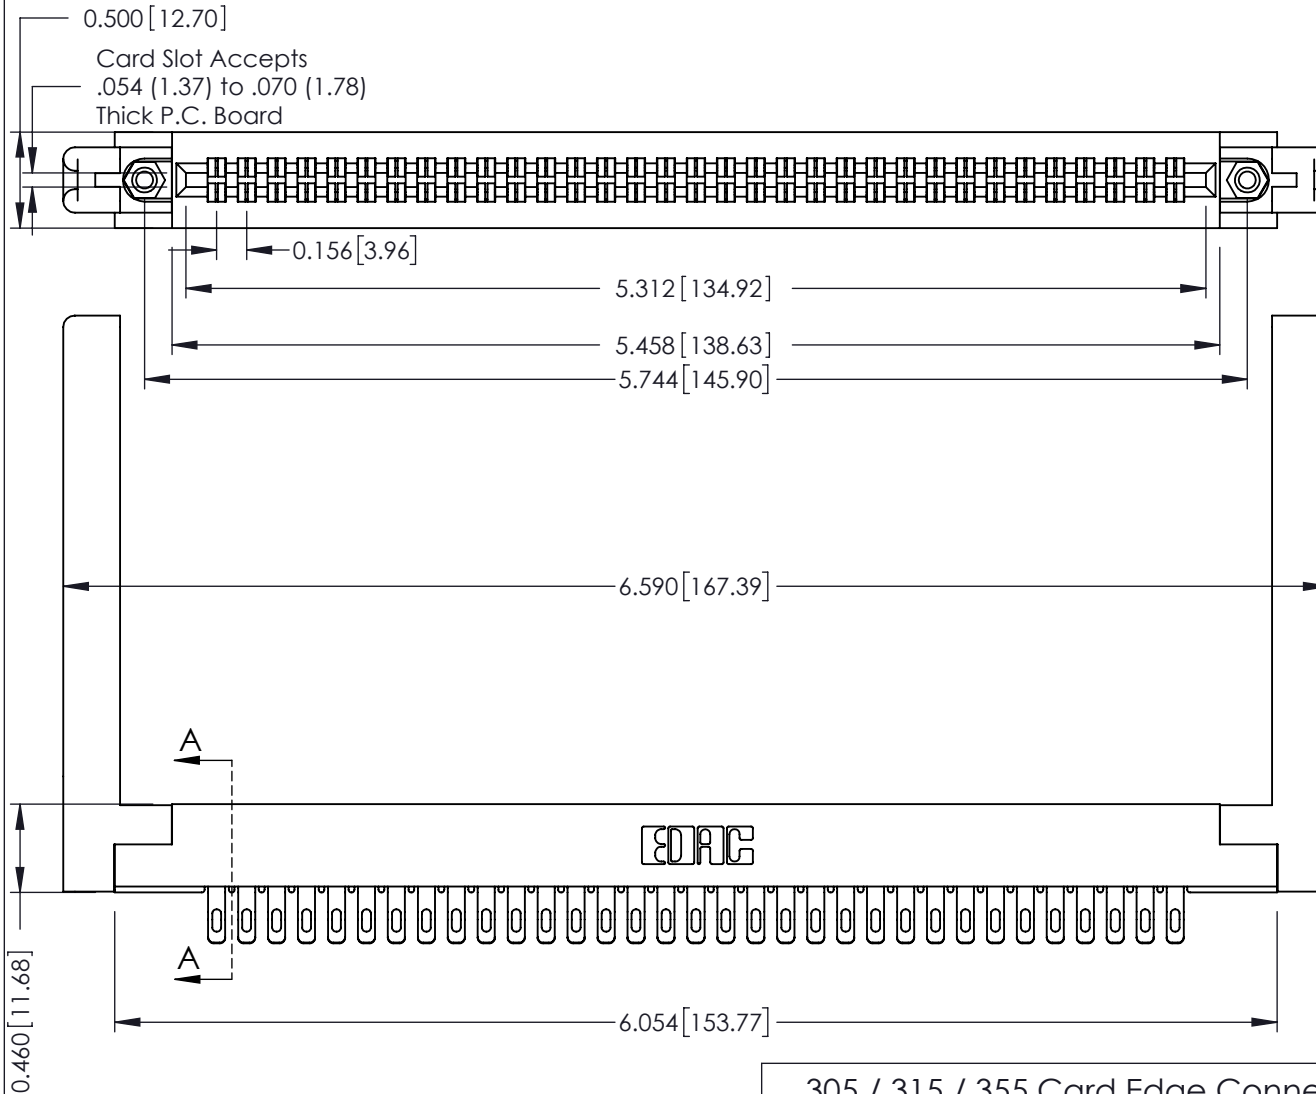 0.500 [12.70]
Card Slot Accepts
.054 (1.37) to .070 (1.78)
Thick P.C. Board
0.156 [3.96]
5.312 [134.92]
5.458 [138.63]
5.744 [145.90]
6.590 [167.39]
A
EDAC
A
0.460 [11.68]
6.054 [153.77]
305 / 315 / 355 Card Edge Conne